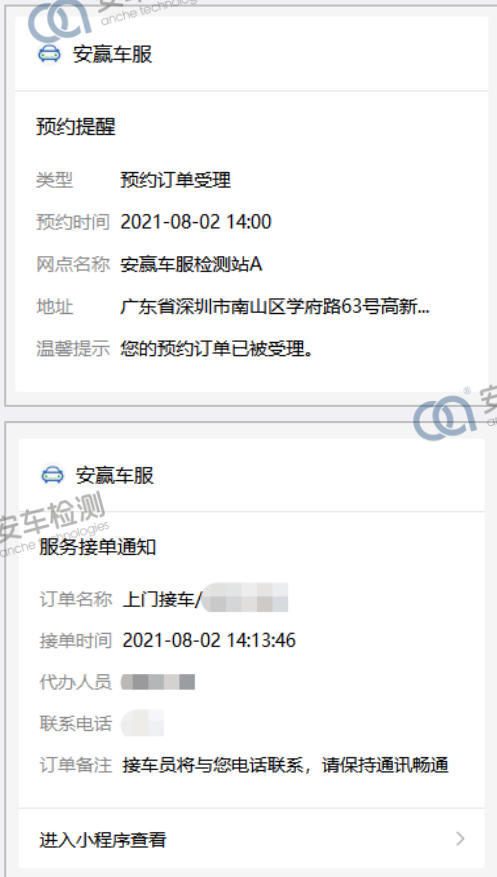 anche technolog
安赢车服
预约提醒
类型 预约订单受理
预约时间 2021-08-02 14:00
网点名称 安赢车服检测站A
地址 广东省深圳市南山区学府路63号高新...
温馨提示 您的预约订单已被受理。
®
安赢车服
安车检测
anche technologies
服务接单通知
订单名称 上门接车/
接单时间 2021-08-02 14:13:46
代办人员
联系电话
订单备注 接车员将与您电话联系，请保持通讯畅通
进入小程序查看